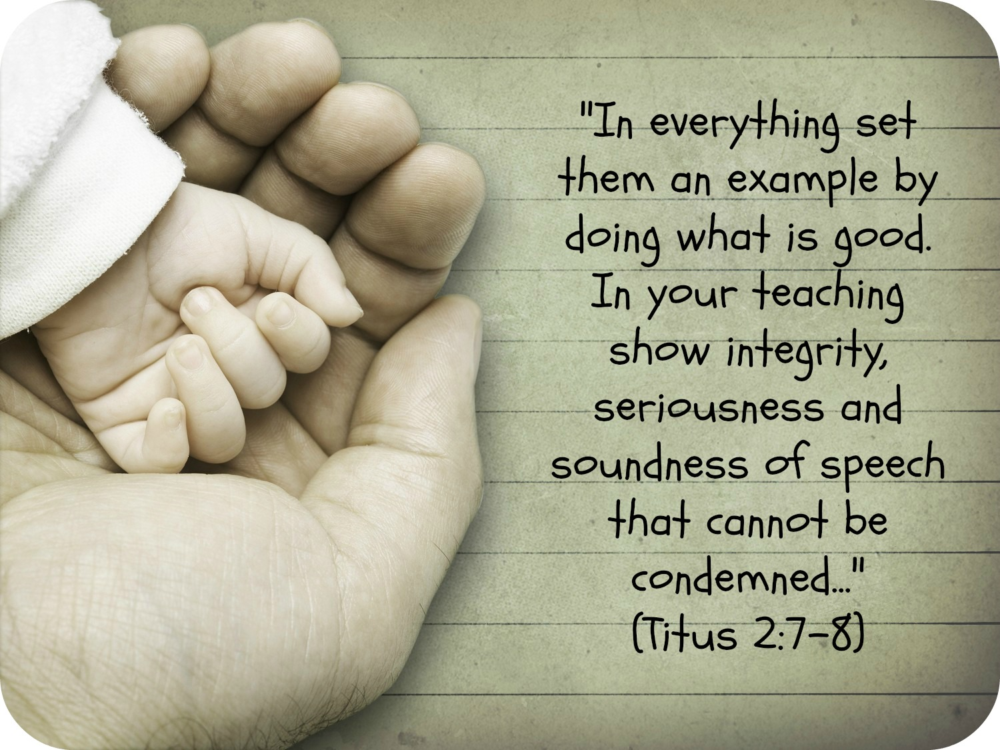 "In everything set
them an example by
doing what is good.
In your teaching
show integrity,
seriousness and
soundness of speech
that cannot be
condemned..."
(Titus 2:7-8)